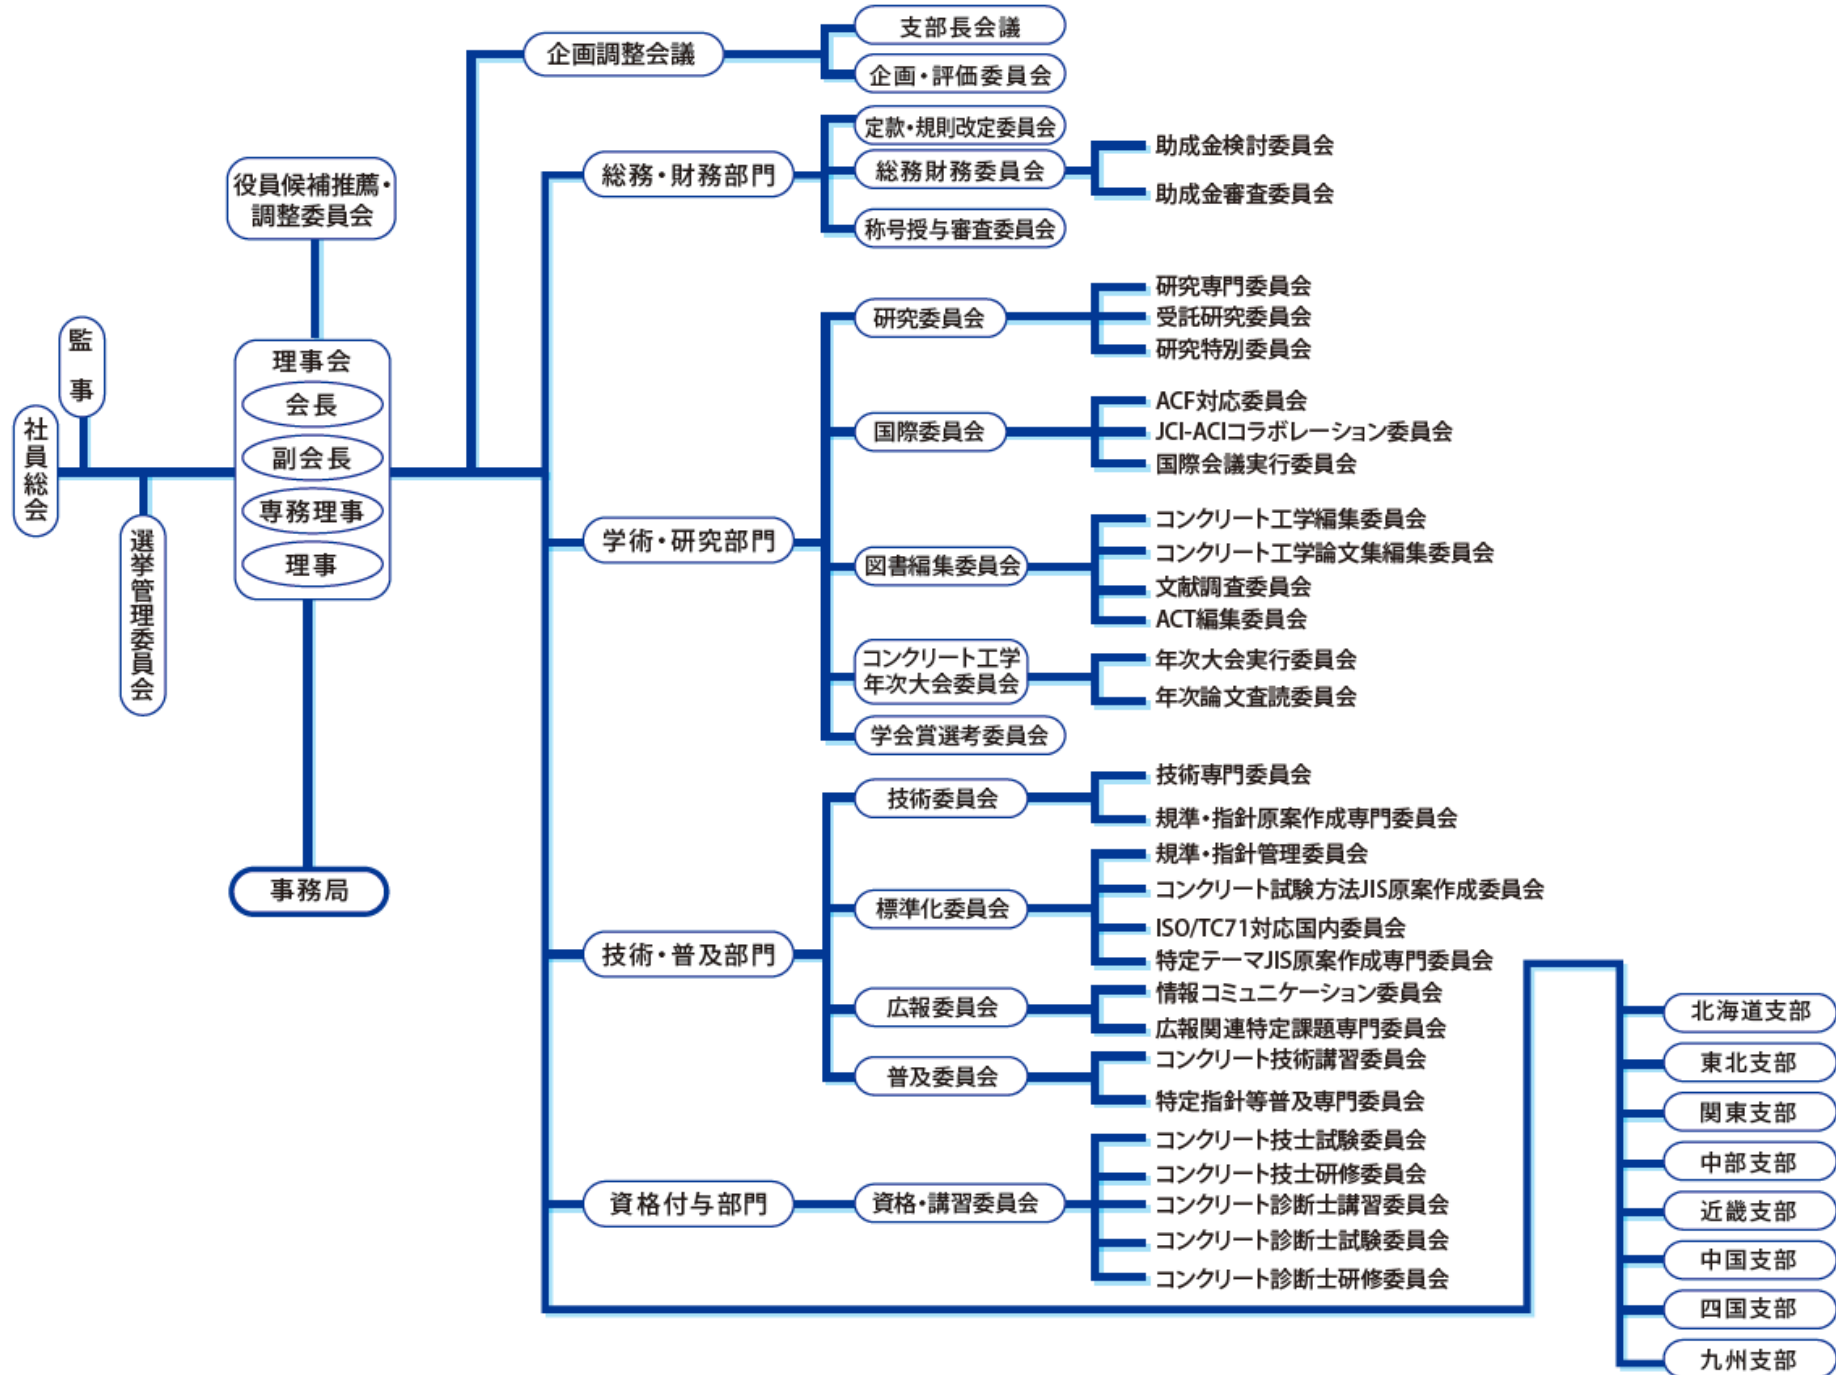 社員総会
監事
選挙管理委員会
役員候補推薦・
調整委員会
理事会
会長
副会長
専務理事
理事
事務局
企画調整会議
支部長会議
企画・評価委員会
総務・財務部門
定款・規則改定委員会
総務財務委員会
助成金検討委員会
助成金審査委員会
称号授与審査委員会
学術・研究部門
研究委員会
研究専門委員会
受託研究委員会
研究特別委員会
国際委員会
ACF対応委員会
JCI-ACIコラボレーション委員会
国際会議実行委員会
図書編集委員会
コンクリート工学編集委員会
コンクリート工学論文集編集委員会
文献調査委員会
ACT編集委員会
コンクリート工学
年次大会委員会
年次大会実行委員会
年次論文査読委員会
学会賞選考委員会
技術・普及部門
技術委員会
技術専門委員会
規準・指針原案作成専門委員会
標準化委員会
規準・指針管理委員会
コンクリート試験方法JIS原案作成委員会
ISO/TC71対応国内委員会
特定テーマJIS原案作成専門委員会
広報委員会
情報コミュニケーション委員会
広報関連特定課題専門委員会
普及委員会
コンクリート技術講習委員会
特定指針等普及専門委員会
資格付与部門
資格・講習委員会
コンクリート技士試験委員会
コンクリート技士研修委員会
コンクリート診断士講習委員会
コンクリート診断士試験委員会
コンクリート診断士研修委員会
北海道支部
東北支部
関東支部
中部支部
近畿支部
中国支部
四国支部
九州支部